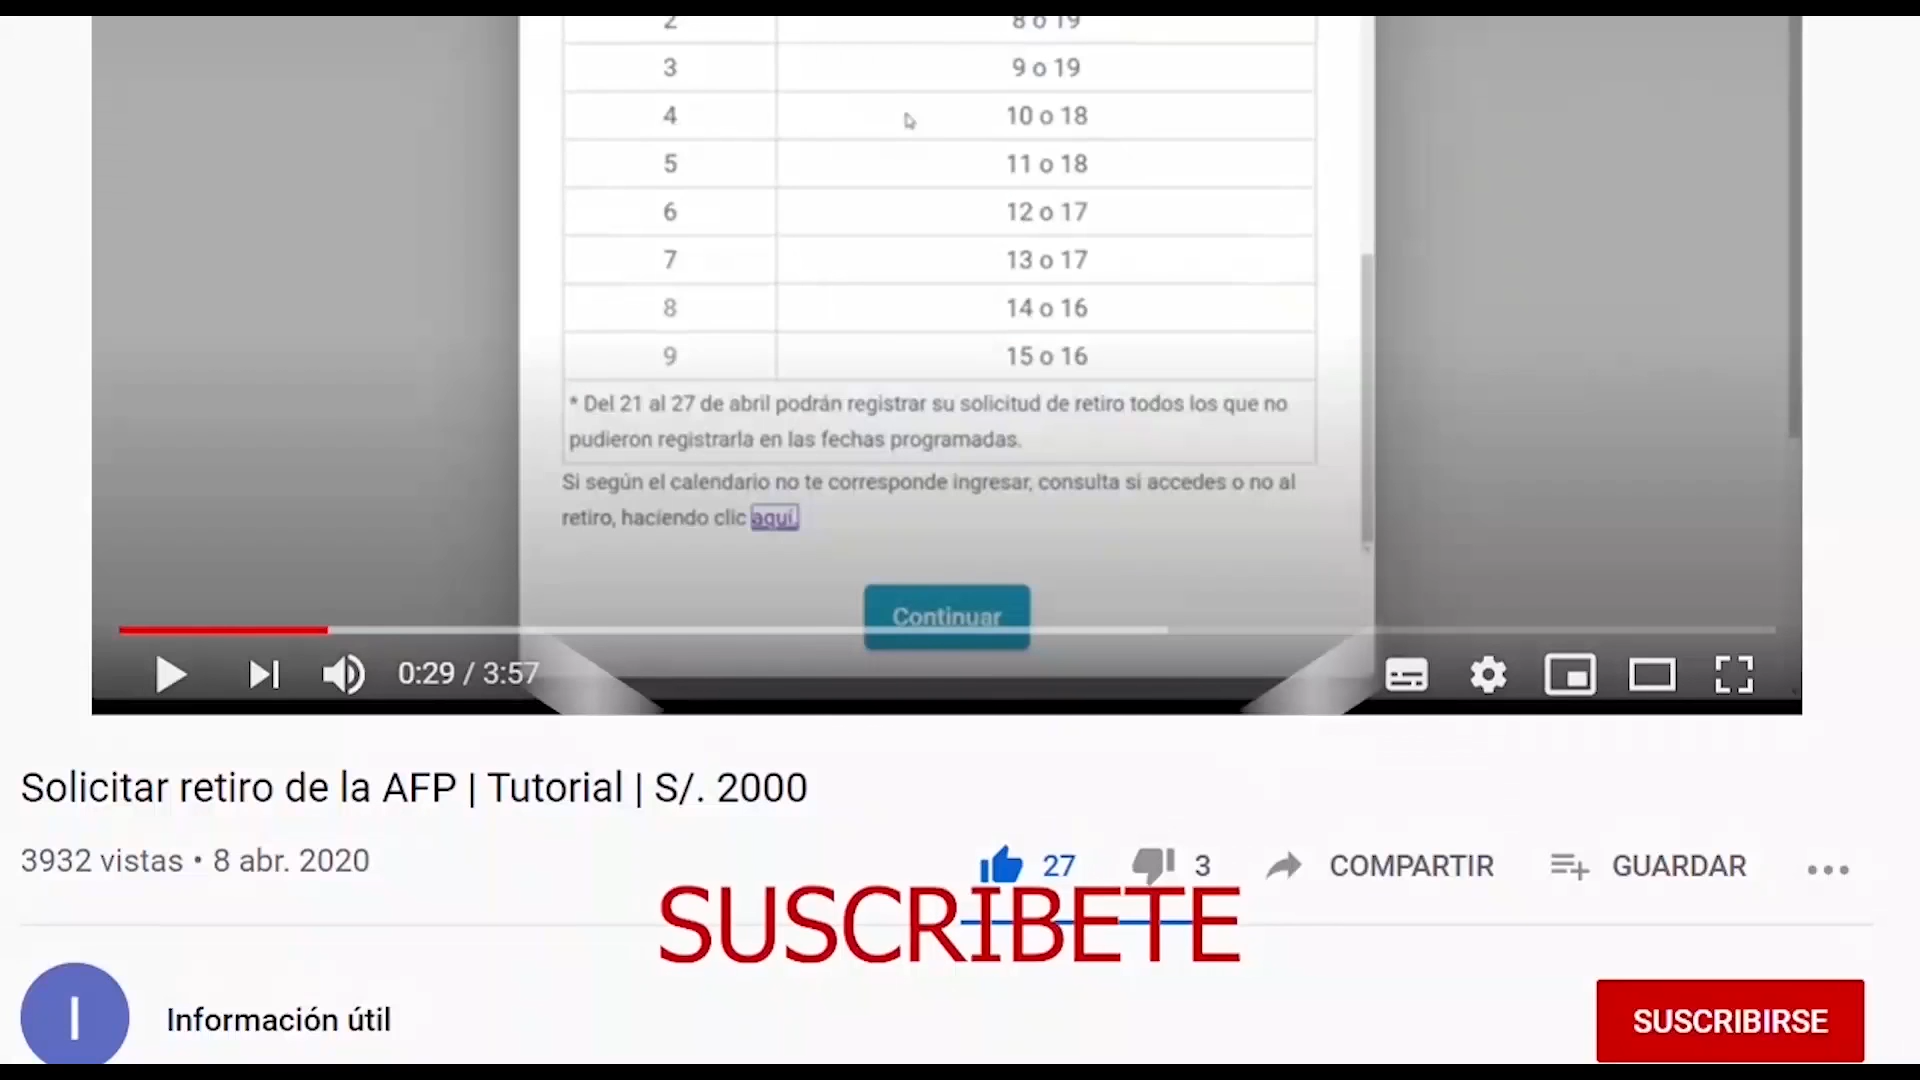 2 8 o 19
3 9 o 19
4 10 o 18
5 11 o 18
6 12 o 17
7 13 o 17
8 14 o 16
9 15 o 16
* Del 21 al 27 de abril podrán registrar su solicitud de retiro todos los que no
pudieron registrarla en las fechas programadas.
Si según el calendario no te corresponde ingresar, consulta si accedes o no al
retiro, haciendo clic aquí.
Continuar
0:29 / 3:57
Solicitar retiro de la AFP | Tutorial | S/. 2000
3932 vistas • 8 abr. 2020
27 3 COMPARTIR GUARDAR
SUSCRIBETE
I Información útil
SUSCRIBIRSE